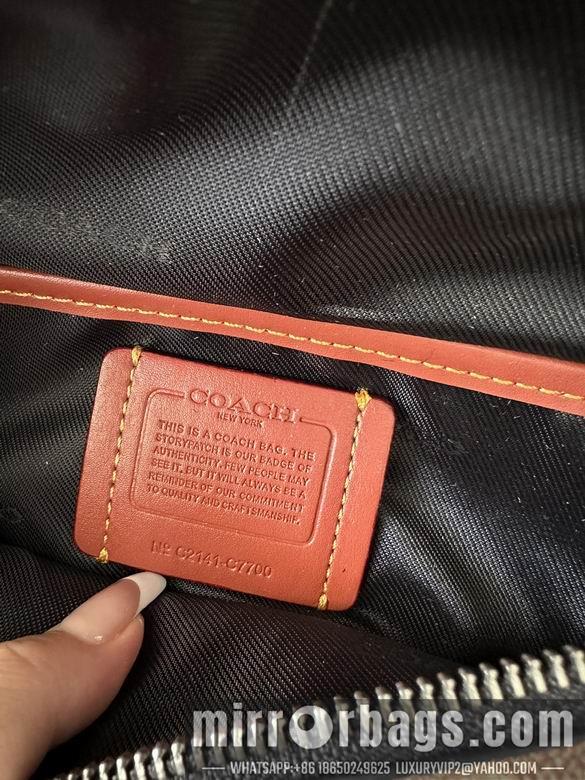 COACH
NEW YORK
THIS IS A COACH BAG. THE
STORYPATCH IS OUR BADGE OF
AUTHENTICITY. FEW PEOPLE MAY
SEE IT. BUT IT WILL ALWAYS BE A
REMINDER OF OUR COMMITMENT
TO QUALITY AND CRAFTSMANSHIP.
Nº C2141-C7700
mirrorbags.com
WHATSAPP:+86 18650249625 LUXURYVIP2@YAHOO.COM